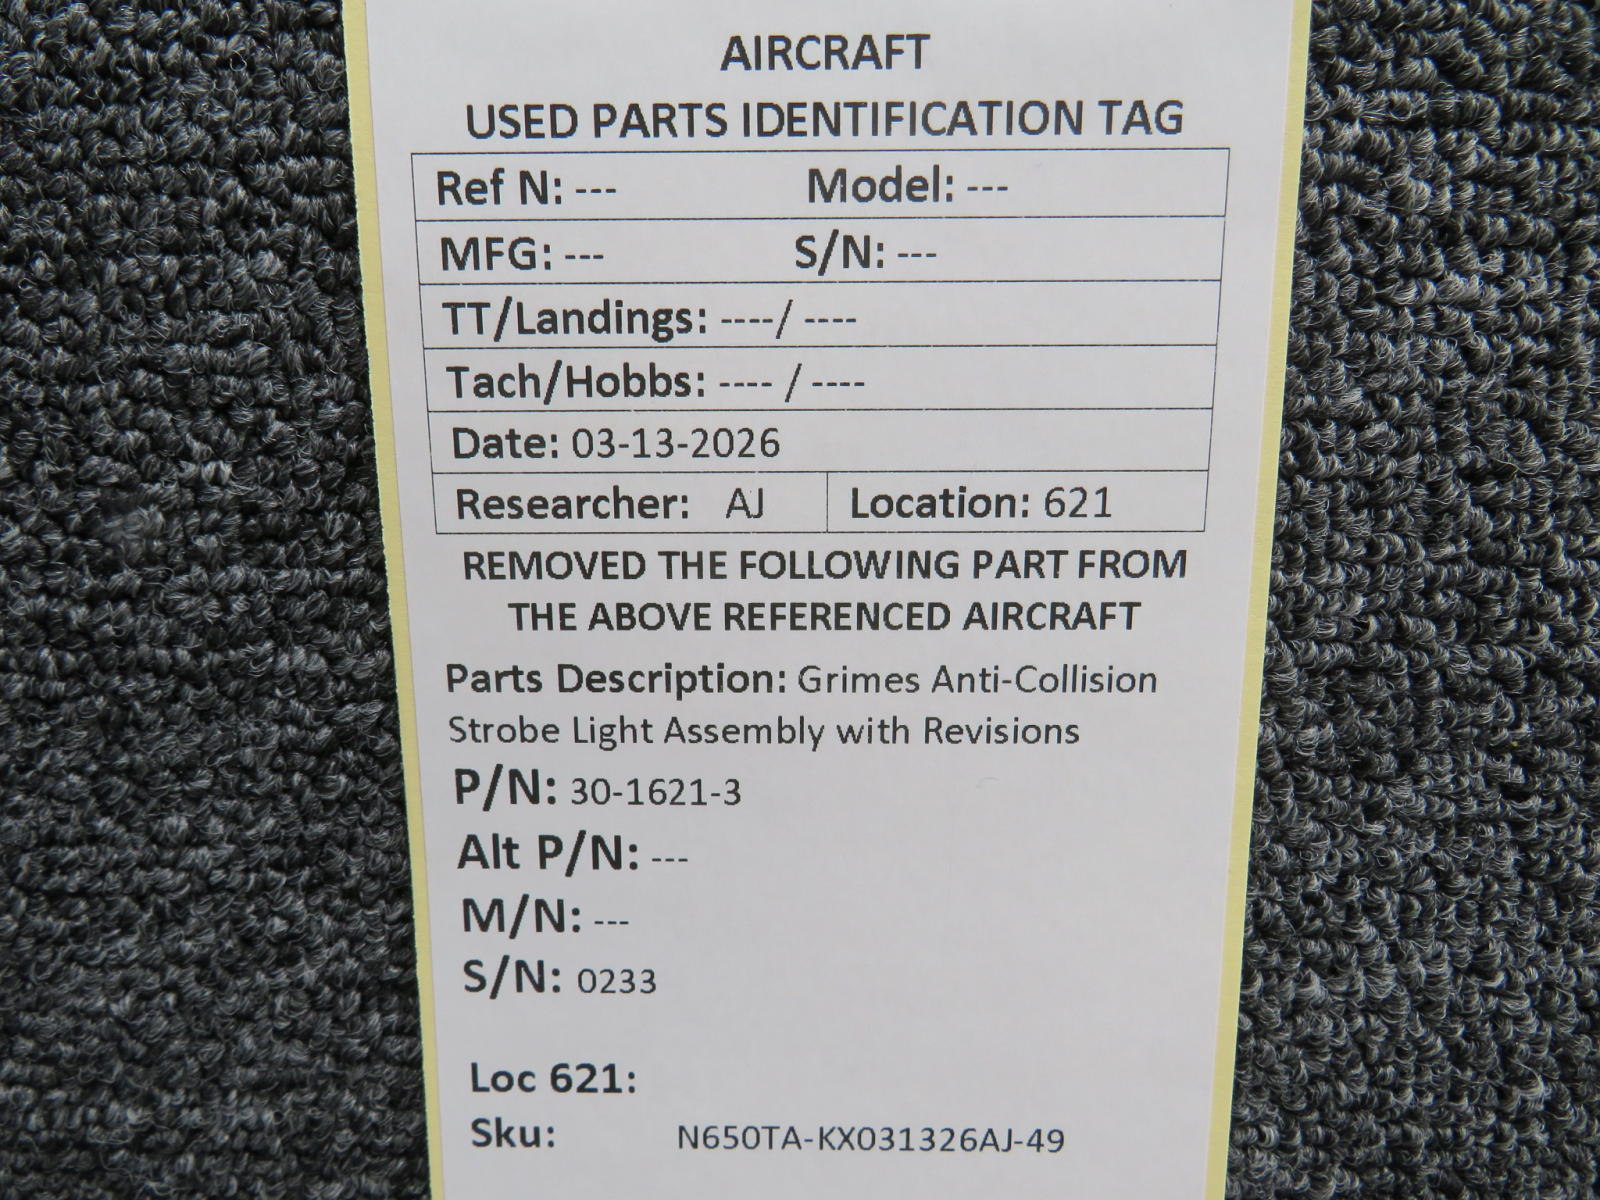 AIRCRAFT
USED PARTS IDENTIFICATION TAG
Ref N: --- Model: ---
MFG: --- S/N: ---
TT/Landings: ----/ ----
Tach/Hobbs: ---- / ----
Date: 03-13-2026
Researcher: AJ Location: 621
REMOVED THE FOLLOWING PART FROM
THE ABOVE REFERENCED AIRCRAFT
Parts Description: Grimes Anti-Collision
Strobe Light Assembly with Revisions
P/N: 30-1621-3
Alt P/N: ---
M/N: ---
S/N: 0233
Loc 621:
Sku: N650TA-KX031326AJ-49